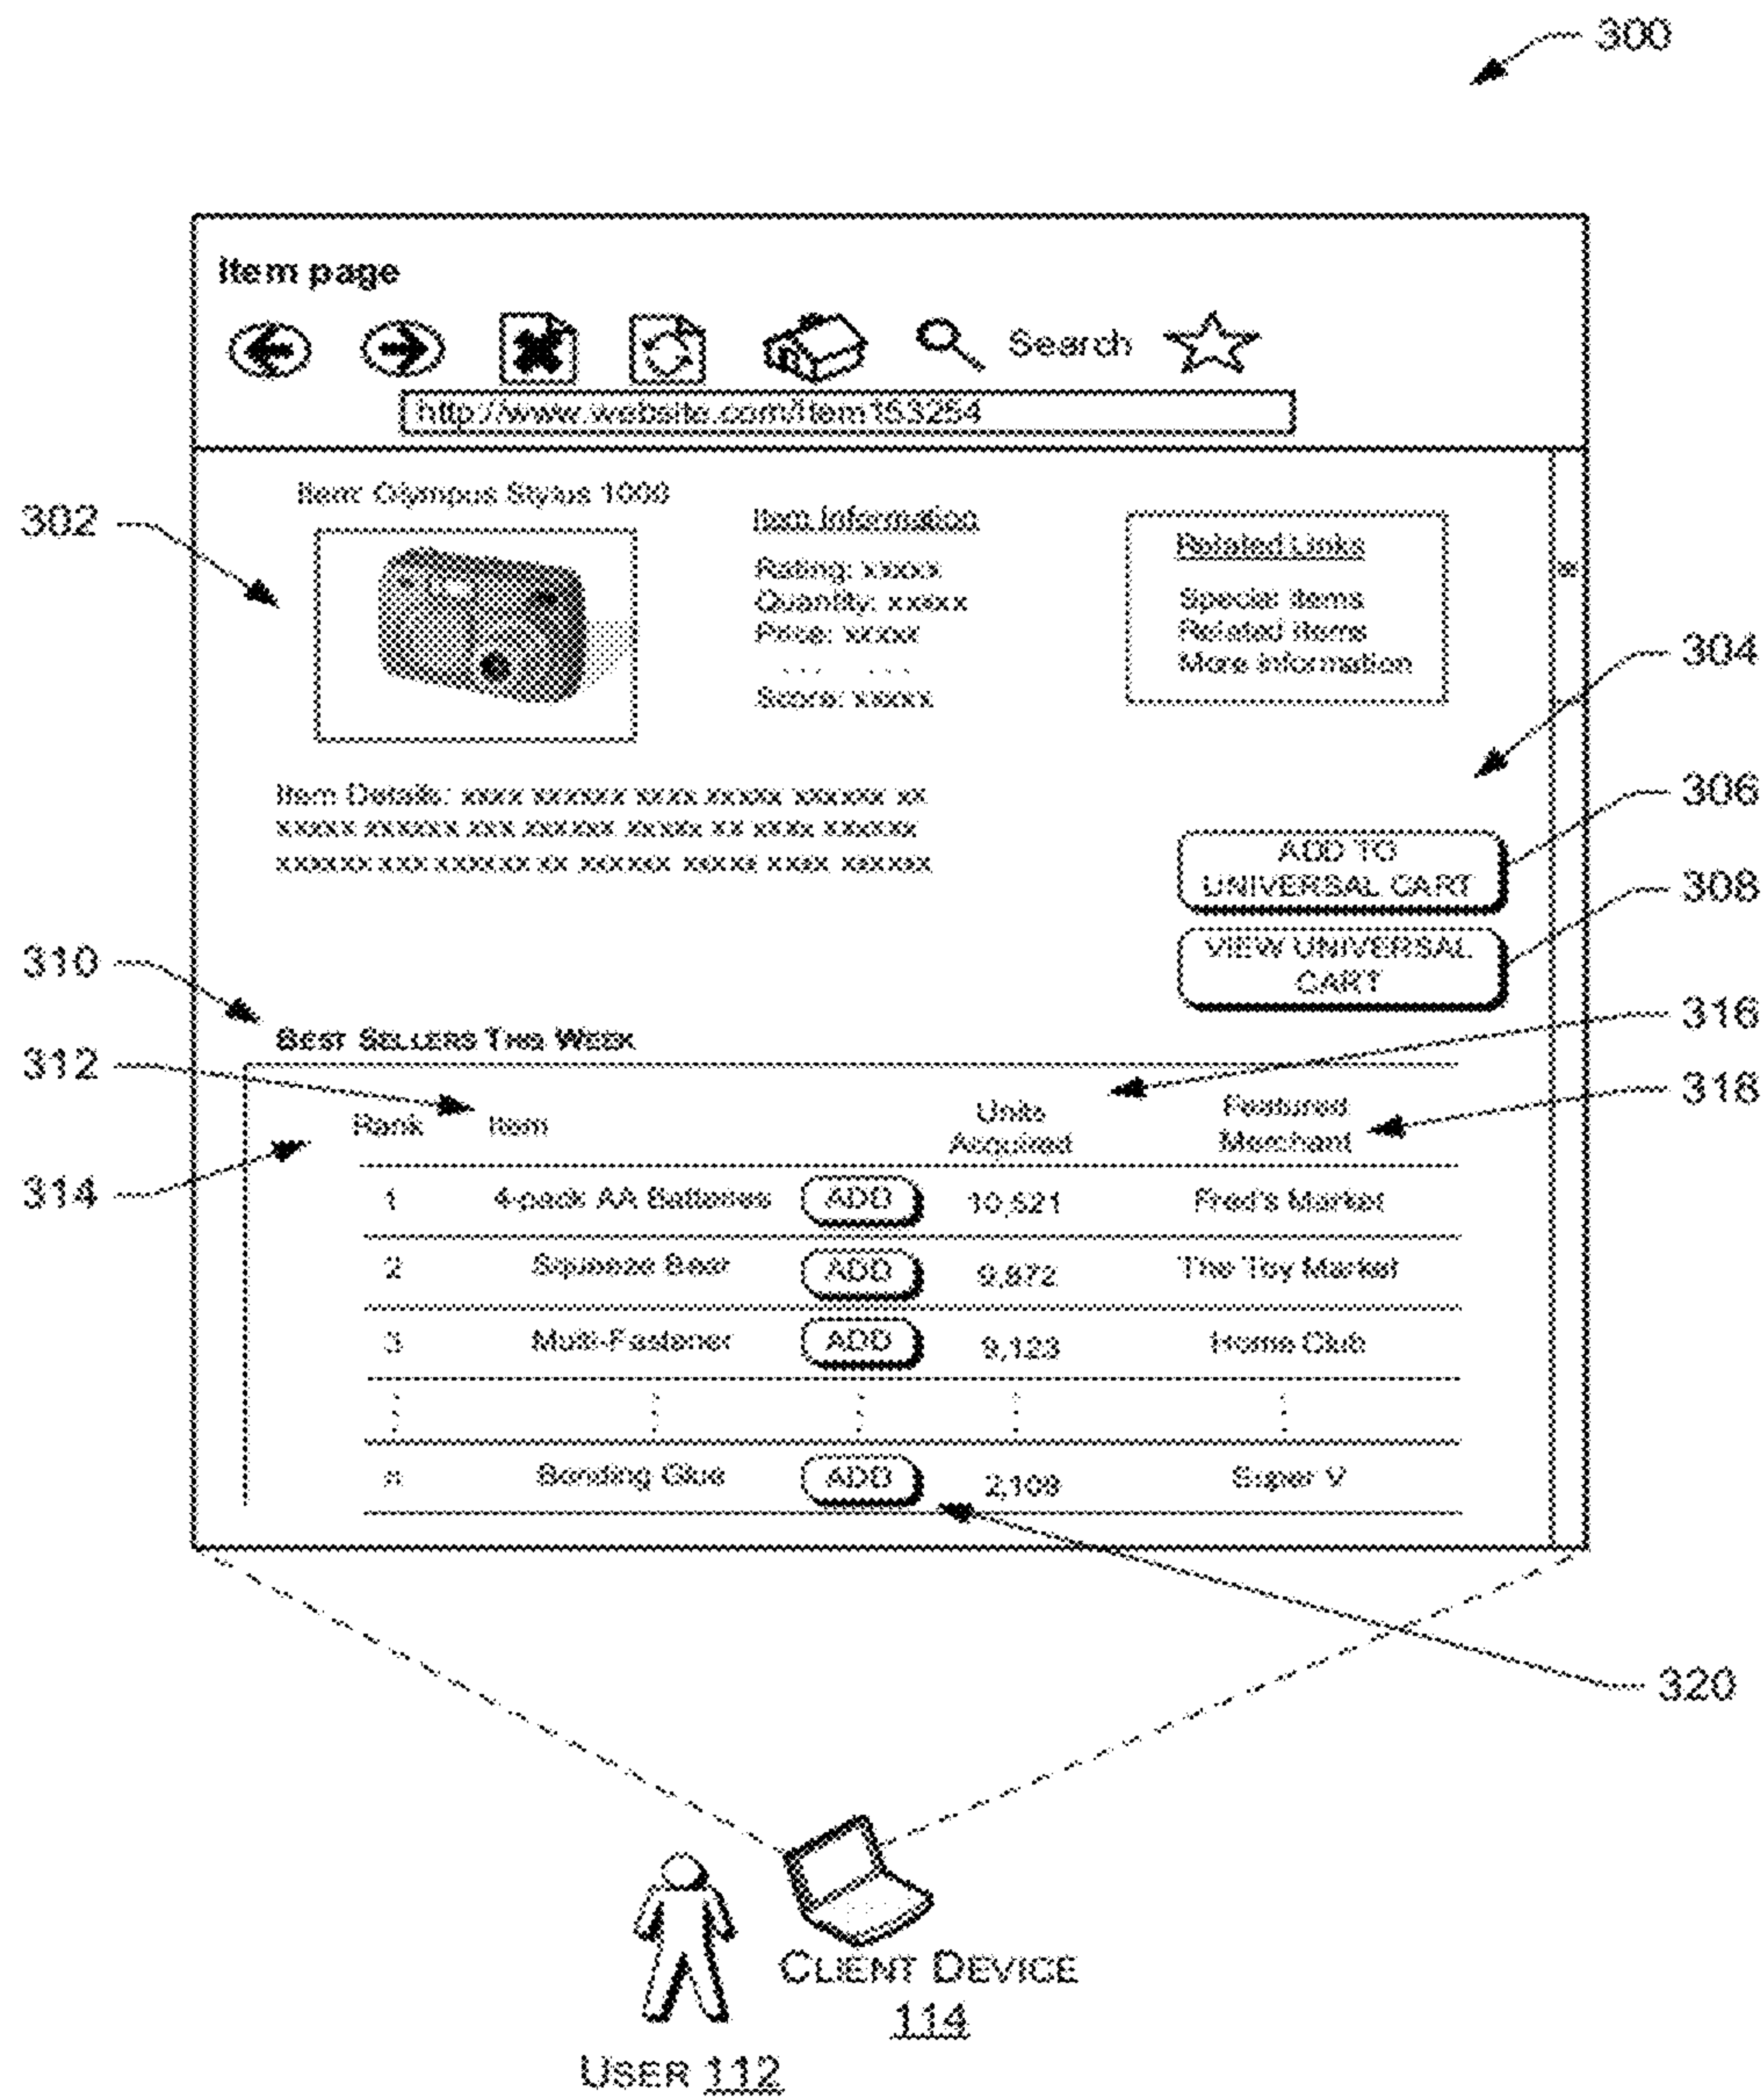 300
Item page
Search
http://www.website.com/item153254
Item: Olympus Stylus 1000
302
Item Information
Rating: xxxxx
Quantity: xxxxx
Price: xxxxx
... ...
Score: xxxxx
Related Links
Special items
Related items
More information
304
306
308
Item Details: xxxx xxxxxx xxxx xxxxx xxxxxx xx
xxxxx xxxxxx xxx xxxxxx xxxxx xx xxxx xxxxxx
xxxxxx xxx xxxxxx xx xxxxxx xxxxx xxxx xxxxxx
ADD TO
UNIVERSAL CART
VIEW UNIVERSAL
CART
310
BEST SELLERS THIS WEEK
312
314
316
318
Rank Item Units Acquired Featured Merchant
1 4-pack AA Batteries ADD 10,521 Fred's Market
2 Squeeze Bear ADD The Toy Market
3 Multi-Fastener ADD 9,123 Home Club
n Bonding Glue ADD 2,109 Super V
320
CLIENT DEVICE
114
USER 112